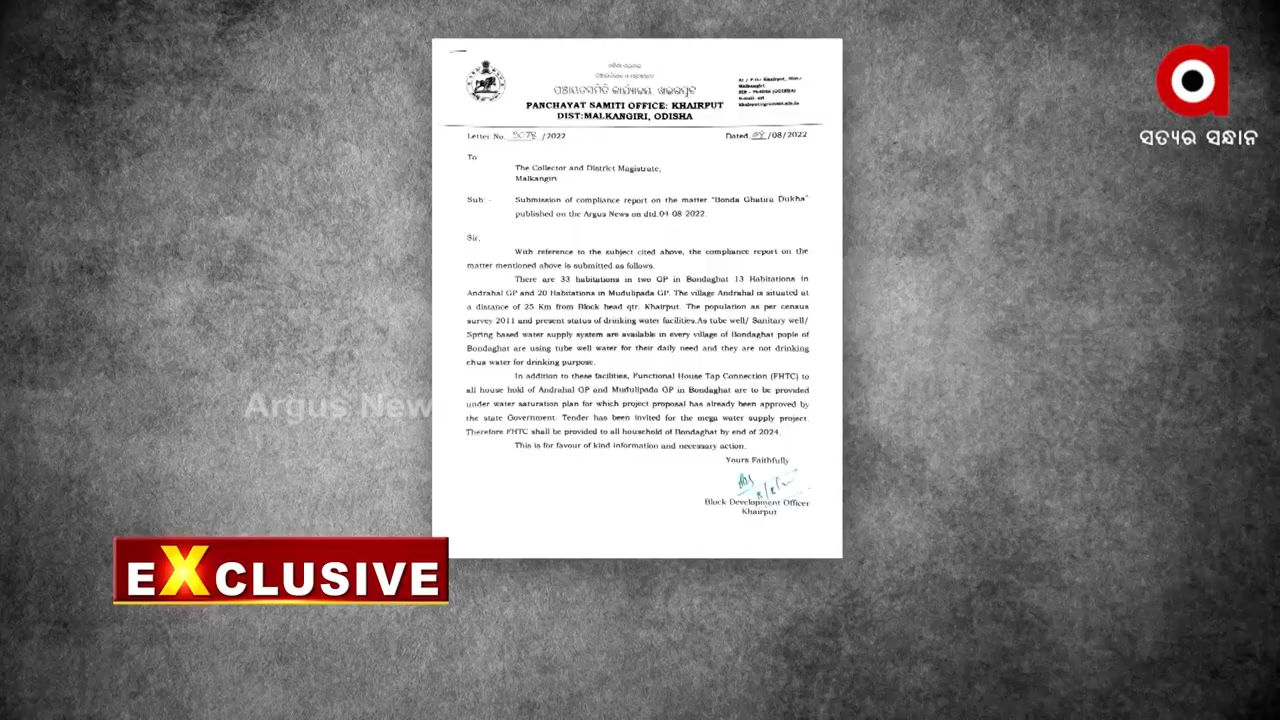 ପଞ୍ଚାୟତସମିତି କାର୍ଯ୍ୟାଳୟ, ଖଇରପୁଟ
PANCHAYAT SAMITI OFFICE: KHAIRPUT
DIST:MALKANGIRI, ODISHA
At / P.O: Khairput, Dist:
Malkangiri
Letter No. /2022 Dated. /08/2022
To
The Collector and District Magistrate,
Malkangiri
Sub: - Submission of compliance report on the matter "Bonda Ghatira Dukha"
published on the Argus News on dtd.04-08-2022.
Sir,
With reference to the subject cited above, the compliance report on the
matter mentioned above is submitted as follows.
There are 33 habitations in two GP in Bondaghat 13 Habitations in
Andrahal GP and 20 Habitations in Mudulipada GP. The village Andrahal is situated at
a distance of 25 Km from Block head qtr. Khairput. The population as per census
survey 2011 and present status of drinking water facilities.As tube well/ Sanitary well/
Spring based water supply system are available in every village of Bondaghat pople of
Bondaghat are using tube well water for their daily need and they are not drinking
chua water for drinking purpose.
In addition to these facilities, Functional House Tap Connection (FHTC) to
all house hold of Andrahal GP and Mudulipada GP in Bondaghat are to be provided
under water saturation plan for which project proposal has already been approved by
the state Government. Tender has been invited for the mega water supply project.
Therefore FHTC shall be provided to all household of Bondaghat by end of 2024.
This is for favour of kind information and necessary action.
Yours Faithfully
Block Development Officer
Khairput
a
ସତ୍ୟର ସନ୍ଧାନ
Argus New
EXCLUSIVE